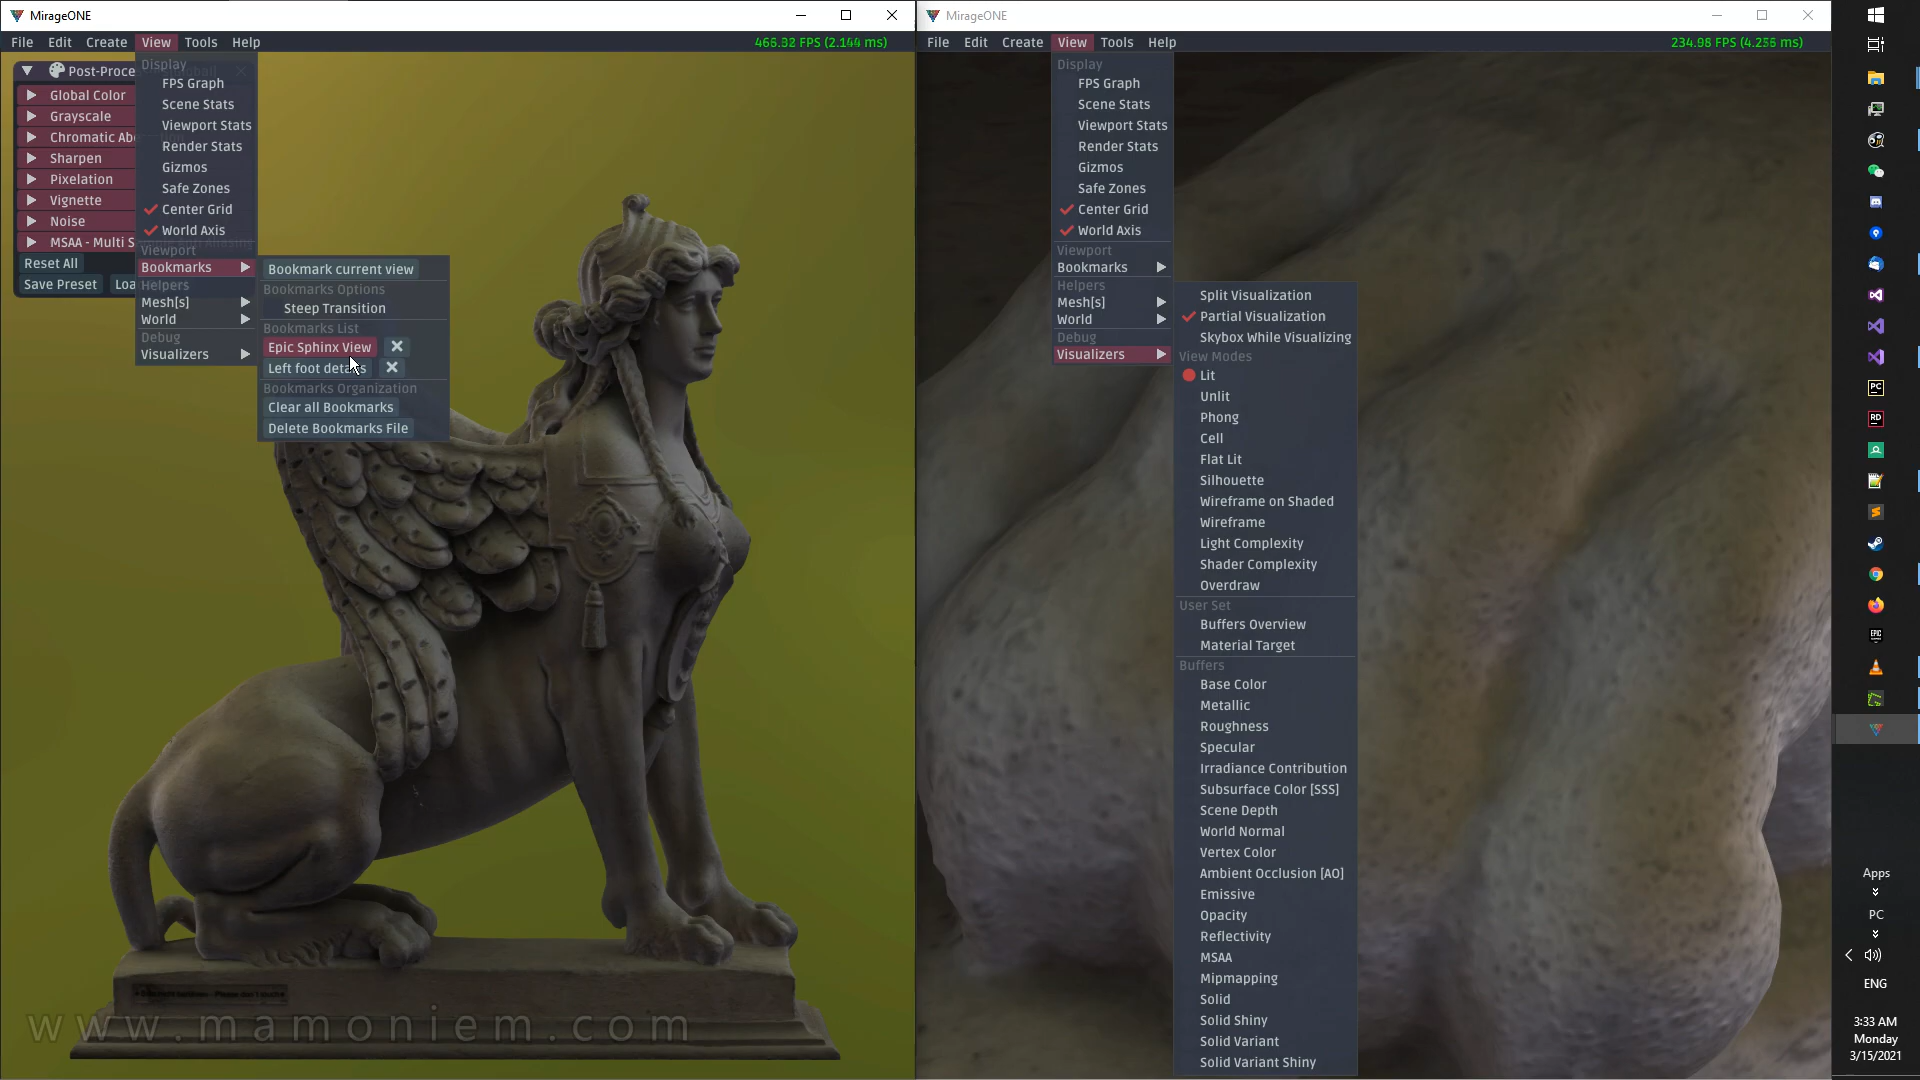 MirageONE
File Edit Create View Tools Help
466.32 FPS (2.144 ms)
Post-Proce
Global Color
Grayscale
Chromatic Ab
Sharpen
Pixelation
Vignette
Noise
MSAA - Multi S
Reset All
Save Preset Loa
Display
FPS Graph
Scene Stats
Viewport Stats
Render Stats
Gizmos
Safe Zones
Center Grid
World Axis
Viewport
Bookmarks
Helpers
Mesh[s]
World
Debug
Visualizers
Bookmark current view
Bookmarks Options
Steep Transition
Bookmarks List
Epic Sphinx View
Left foot
Bookmarks Organization
Clear all Bookmarks
Delete Bookmarks File
www.mamoniem.com
MirageONE
File Edit Create View Tools Help
Display
FPS Graph
Scene Stats
Viewport Stats
Render Stats
Gizmos
Safe Zones
Center Grid
World Axis
Viewport
Bookmarks
Helpers
Mesh[s]
World
Debug
Visualizers
Split Visualization
Partial Visualization
Skybox While Visualizing
View Modes
Lit
Unlit
Phong
Cell
Flat Lit
Silhouette
Wireframe on Shaded
Wireframe
Light Complexity
Shader Complexity
Overdraw
User Set
Buffers Overview
Material Target
Buffers
Base Color
Metallic
Roughness
Specular
Irradiance Contribution
Subsurface Color [SSS]
Scene Depth
World Normal
Vertex Color
Ambient Occlusion [AO]
Emissive
Opacity
Reflectivity
MSAA
Mipmapping
Solid
Solid Shiny
Solid Variant
Solid Variant Shiny
PC
RD
EPIC
Apps
PC
ENG
3:33 AM
Monday
3/15/2021